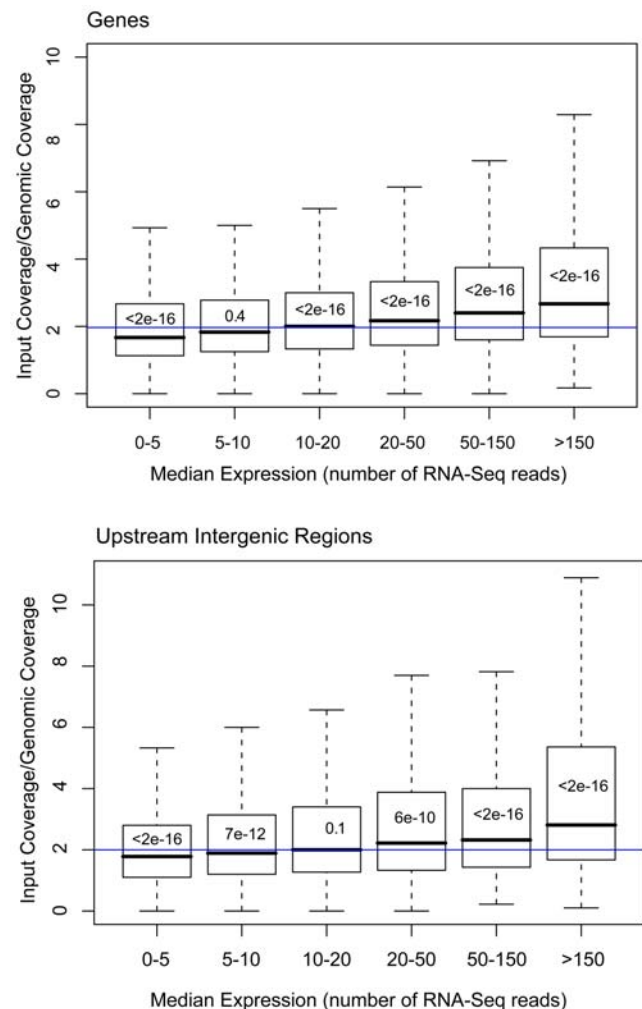 Genes
Input Coverage/Genomic Coverage
10
8
6
4
2
0
<2e-16 0.4 <2e-16 <2e-16 <2e-16 <2e-16
0-5 5-10 10-20 20-50 50-150 >150
Median Expression (number of RNA-Seq reads)
Upstream Intergenic Regions
Input Coverage/Genomic Coverage
10
8
6
4
2
0
<2e-16 7e-12 0.1 6e-10 <2e-16 <2e-16
0-5 5-10 10-20 20-50 50-150 >150
Median Expression (number of RNA-Seq reads)